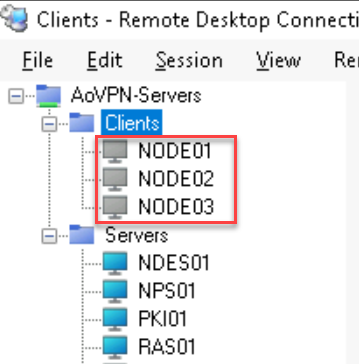 Clients - Remote Desktop Connecti
File Edit Session View Re
AoVPN-Servers
Clients
NODE01
NODE02
NODE03
Servers
NDES01
NPS01
PKI01
RAS01